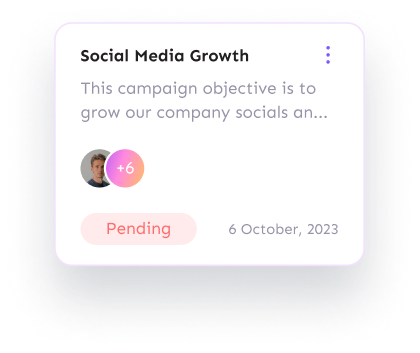 Social Media Growth
This campaign objective is to
grow our company socials an...
+6
Pending
6 October, 2023